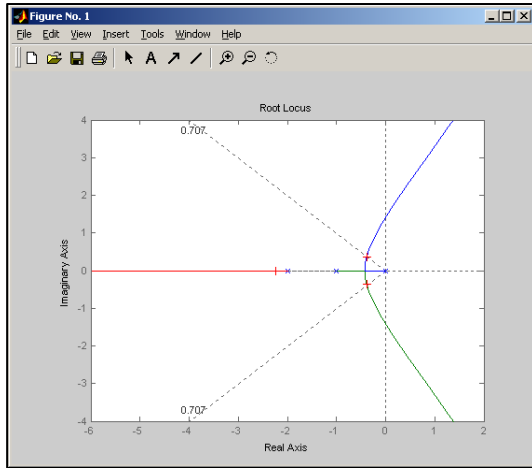 Figure No. 1
File Edit View Insert Tools Window Help
A
Root Locus
4
3
2
1
0
-1
-2
-3
-4
0.707
0.707
Imaginary Axis
-6 -5 -4 -3 -2 -1 0 1 2
Real Axis